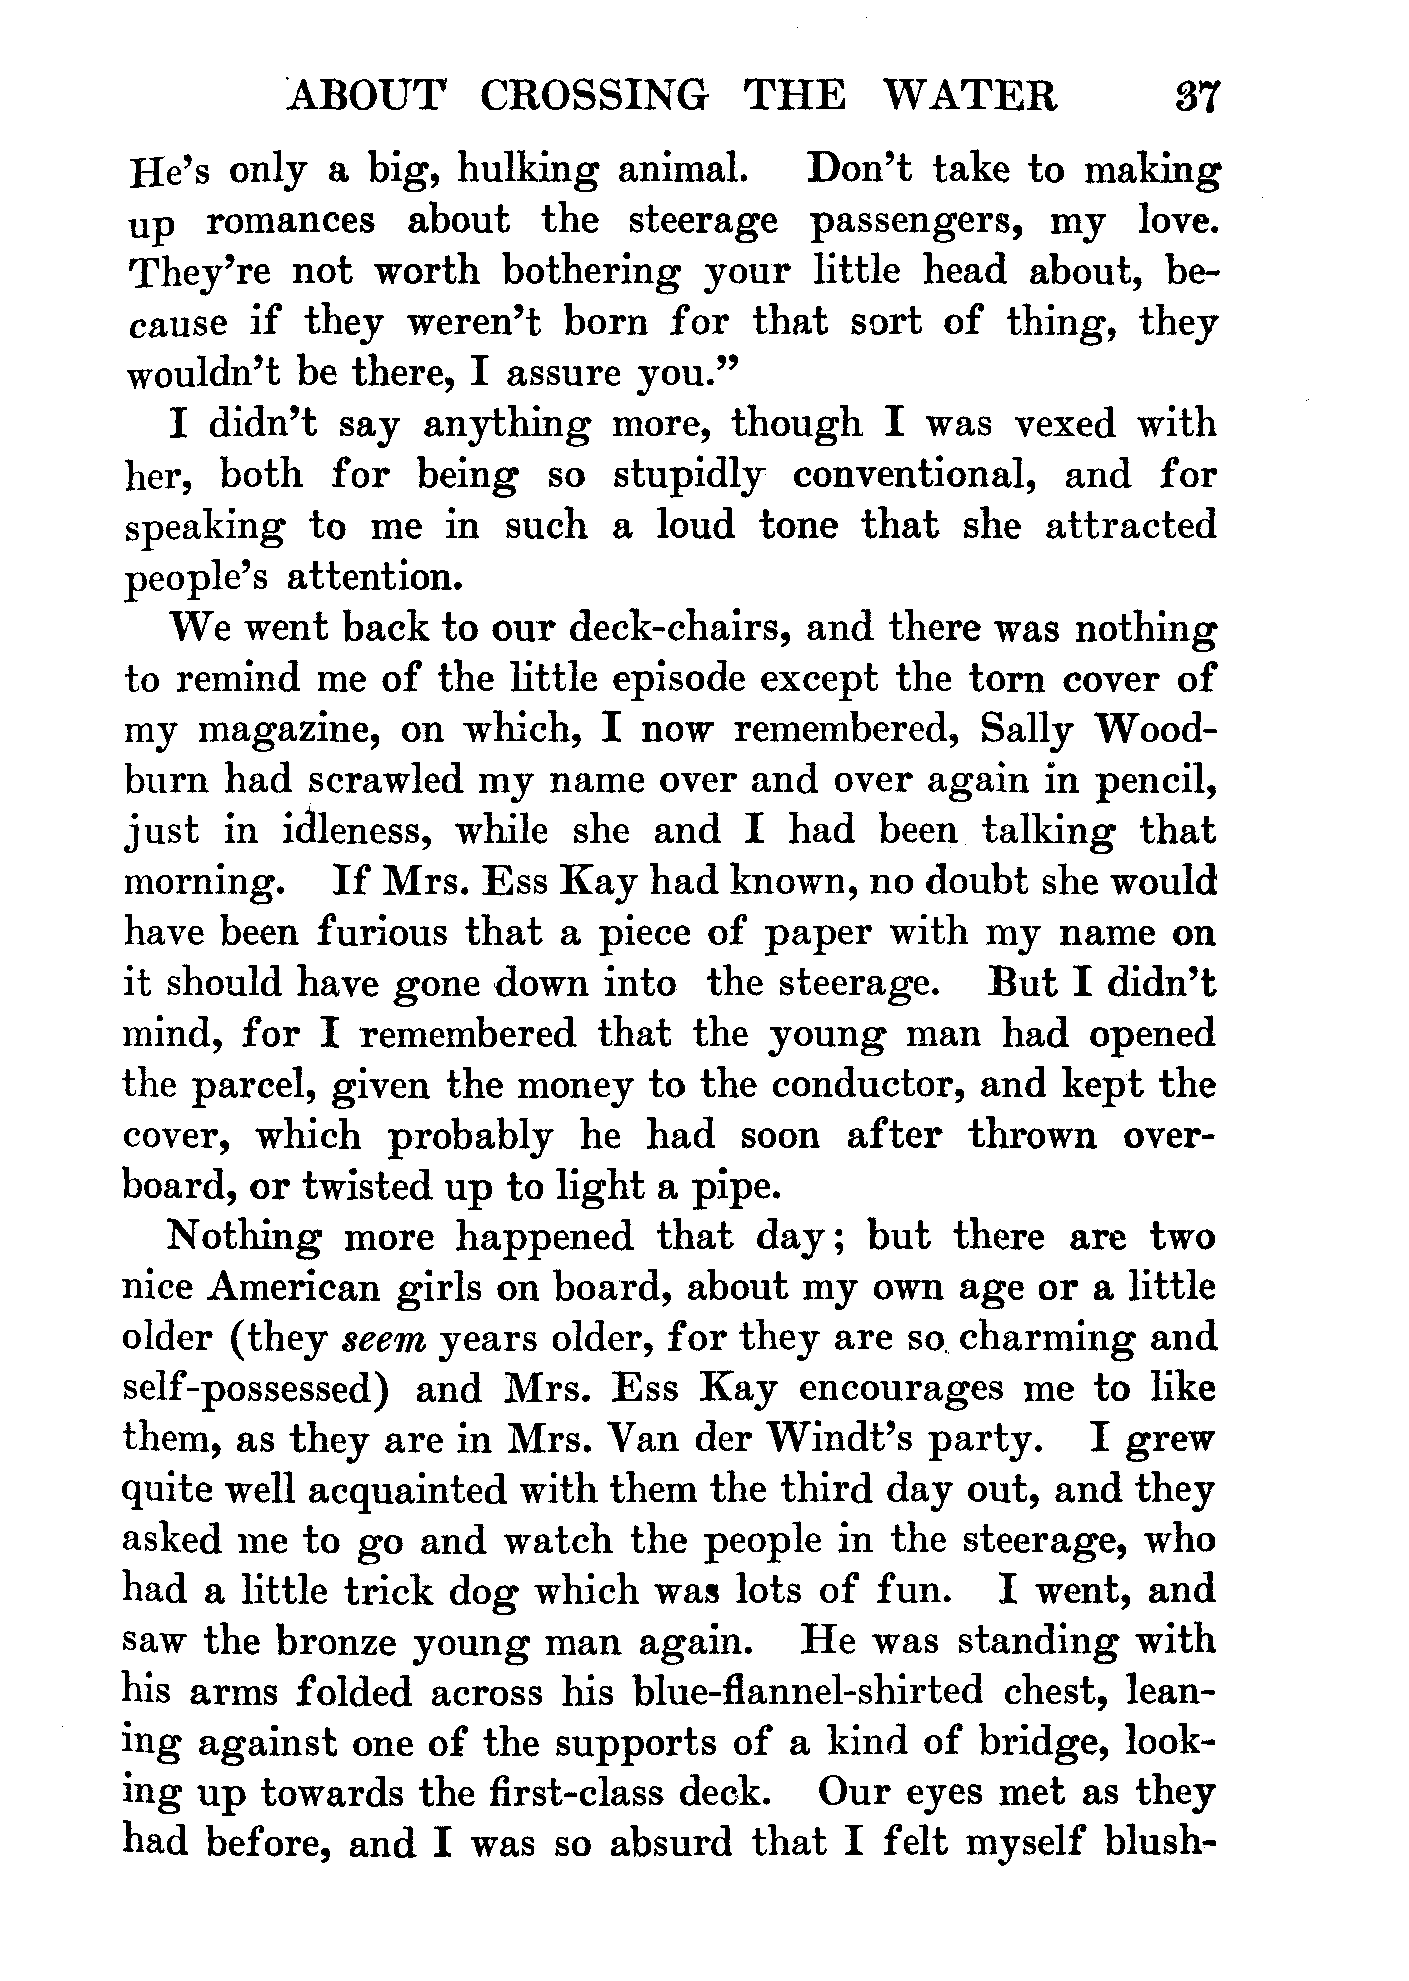 ABOUT CROSSING THE WATER 37
He's only a big, hulking animal. Don't take to making
up romances about the steerage passengers, my love.
They're not worth bothering your little head about, be-
cause if they weren't born for that sort of thing, they
wouldn't be there, I assure you."
I didn't say anything more, though I was vexed with
her, both for being so stupidly conventional, and for
speaking to me in such a loud tone that she attracted
people's attention.
We went back to our deck-chairs, and there was nothing
to remind me of the little episode except the torn cover of
my magazine, on which, I now remembered, Sally Wood-
burn had scrawled my name over and over again in pencil,
just in idleness, while she and I had been talking that
morning. If Mrs. Ess Kay had known, no doubt she would
have been furious that a piece of paper with my name on
it should have gone down into the steerage. But I didn't
mind, for I remembered that the young man had opened
the parcel, given the money to the conductor, and kept the
cover, which probably he had soon after thrown over-
board, or twisted up to light a pipe.
Nothing more happened that day; but there are two
nice American girls on board, about my own age or a little
older (they seem years older, for they are so charming and
self-possessed) and Mrs. Ess Kay encourages me to like
them, as they are in Mrs. Van der Windt's party. I grew
quite well acquainted with them the third day out, and they
asked me to go and watch the people in the steerage, who
had a little trick dog which was lots of fun. I went, and
saw the bronze young man again. He was standing with
his arms folded across his blue-flannel-shirted chest, lean-
ing against one of the supports of a kind of bridge, look-
ing up towards the first-class deck. Our eyes met as they
had before, and I was so absurd that I felt myself blush-